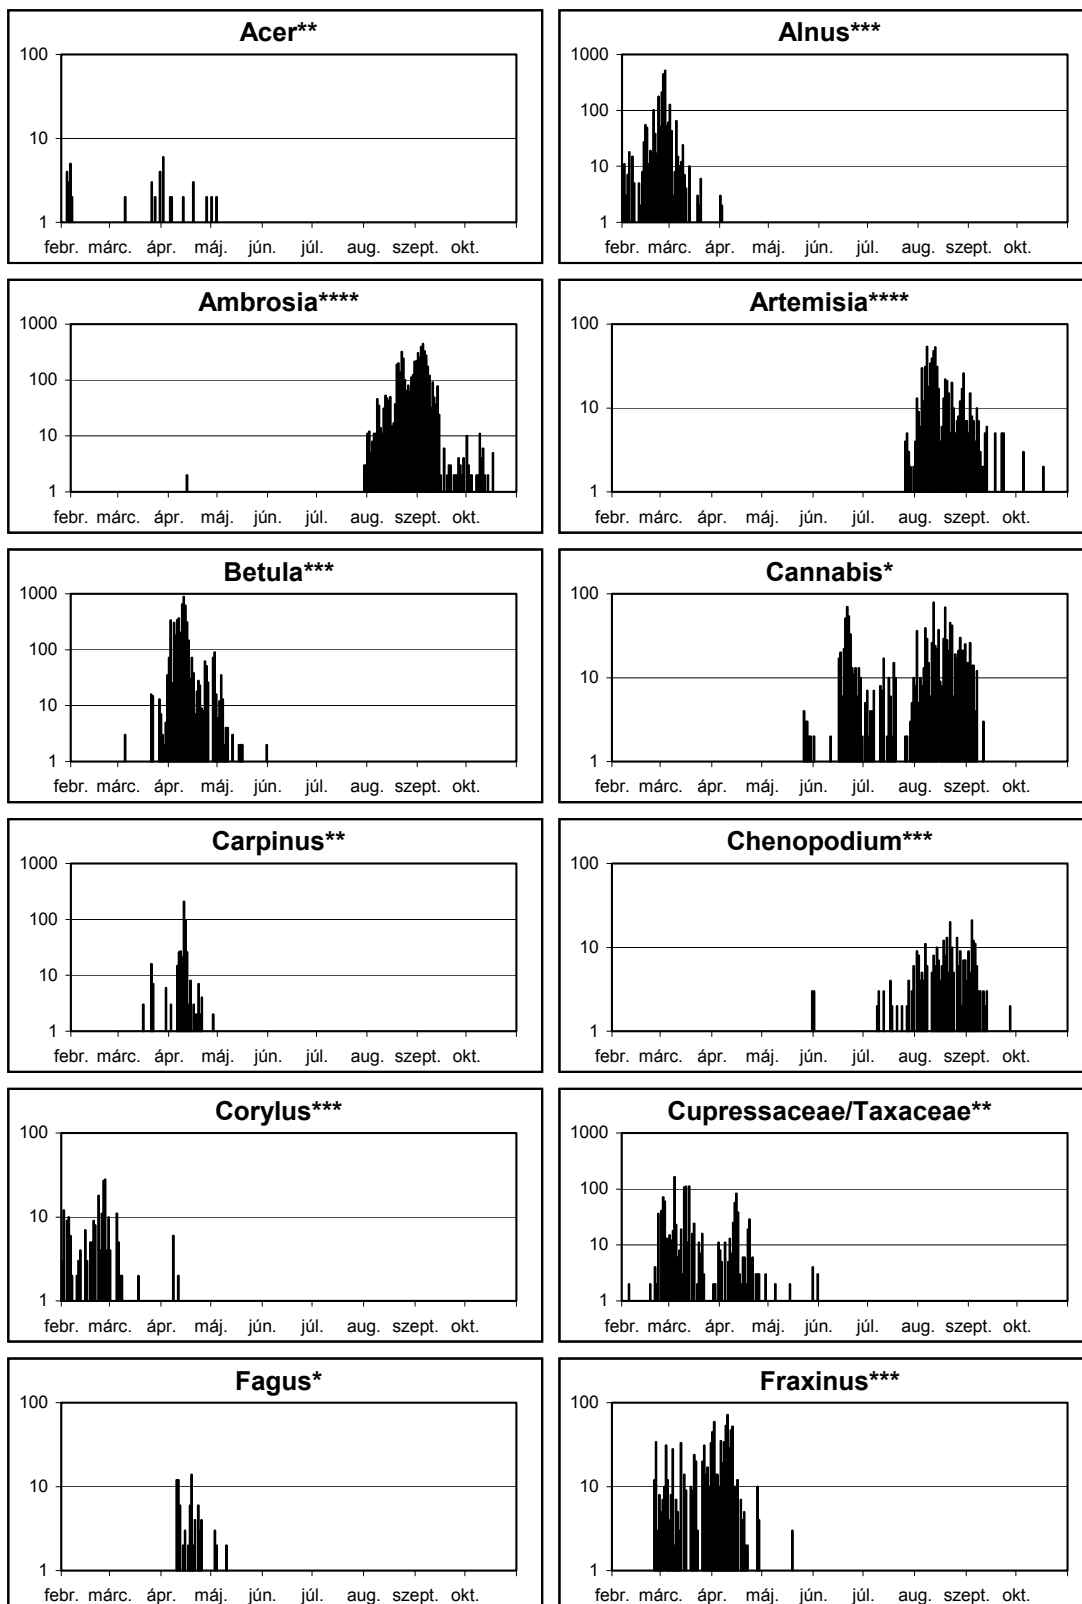 Acer**
100
10
1
febr. márc. ápr. máj. jún. júl. aug. szept. okt.
Alnus***
1000
100
10
1
febr. márc. ápr. máj. jún. júl. aug. szept. okt.
Ambrosia****
1000
100
10
1
febr. márc. ápr. máj. jún. júl. aug. szept. okt.
Artemisia****
100
10
1
febr. márc. ápr. máj. jún. júl. aug. szept. okt.
Betula***
1000
100
10
1
febr. márc. ápr. máj. jún. júl. aug. szept. okt.
Cannabis*
100
10
1
febr. márc. ápr. máj. jún. júl. aug. szept. okt.
Carpinus**
1000
100
10
1
febr. márc. ápr. máj. jún. júl. aug. szept. okt.
Chenopodium***
100
10
1
febr. márc. ápr. máj. jún. júl. aug. szept. okt.
Corylus***
100
10
1
febr. márc. ápr. máj. jún. júl. aug. szept. okt.
Cupressaceae/Taxaceae**
1000
100
10
1
febr. márc. ápr. máj. jún. júl. aug. szept. okt.
Fagus*
100
10
1
febr. márc. ápr. máj. jún. júl. aug. szept. okt.
Fraxinus***
100
10
1
febr. márc. ápr. máj. jún. júl. aug. szept. okt.